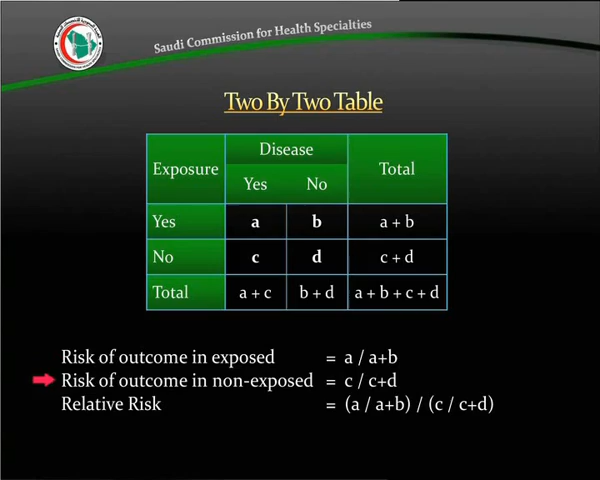 Saudi Commission for Health Specialties
Two By Two Table
Exposure Disease Total
Yes No
Yes a b a + b
No c d c + d
Total a + c b + d a + b + c + d
Risk of outcome in exposed = a / a+b
Risk of outcome in non-exposed = c / c+d
Relative Risk = (a / a+b) / (c / c+d)